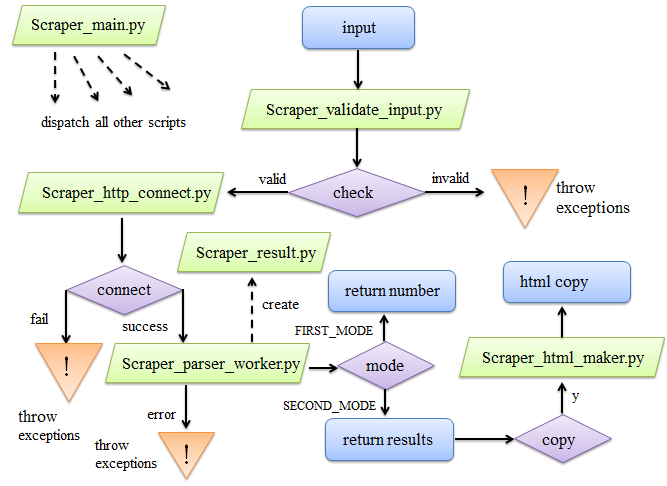 Scraper_main.py
input
dispatch all other scripts
Scraper_validate_input.py
valid
check
invalid
!
throw
exceptions
Scraper_http_connect.py
Scraper_result.py
create
connect
fail
success
!
throw
exceptions
Scraper_parser_worker.py
error
throw
exceptions
!
return number
FIRST_MODE
mode
SECOND_MODE
return results
copy
y
Scraper_html_maker.py
html copy